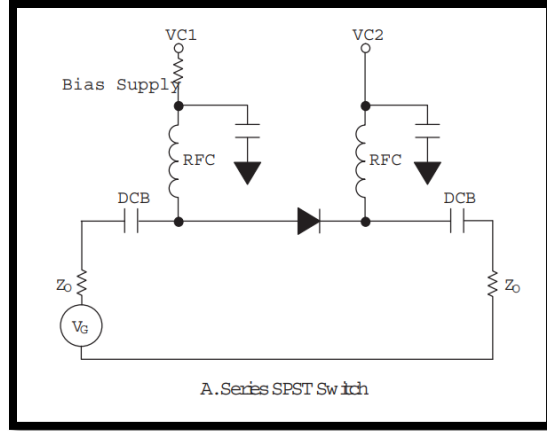 VC1 VC2
Bias Supply
RFC RFC
DCB DCB
ZO ZO
VG
A.Series SPST Switch